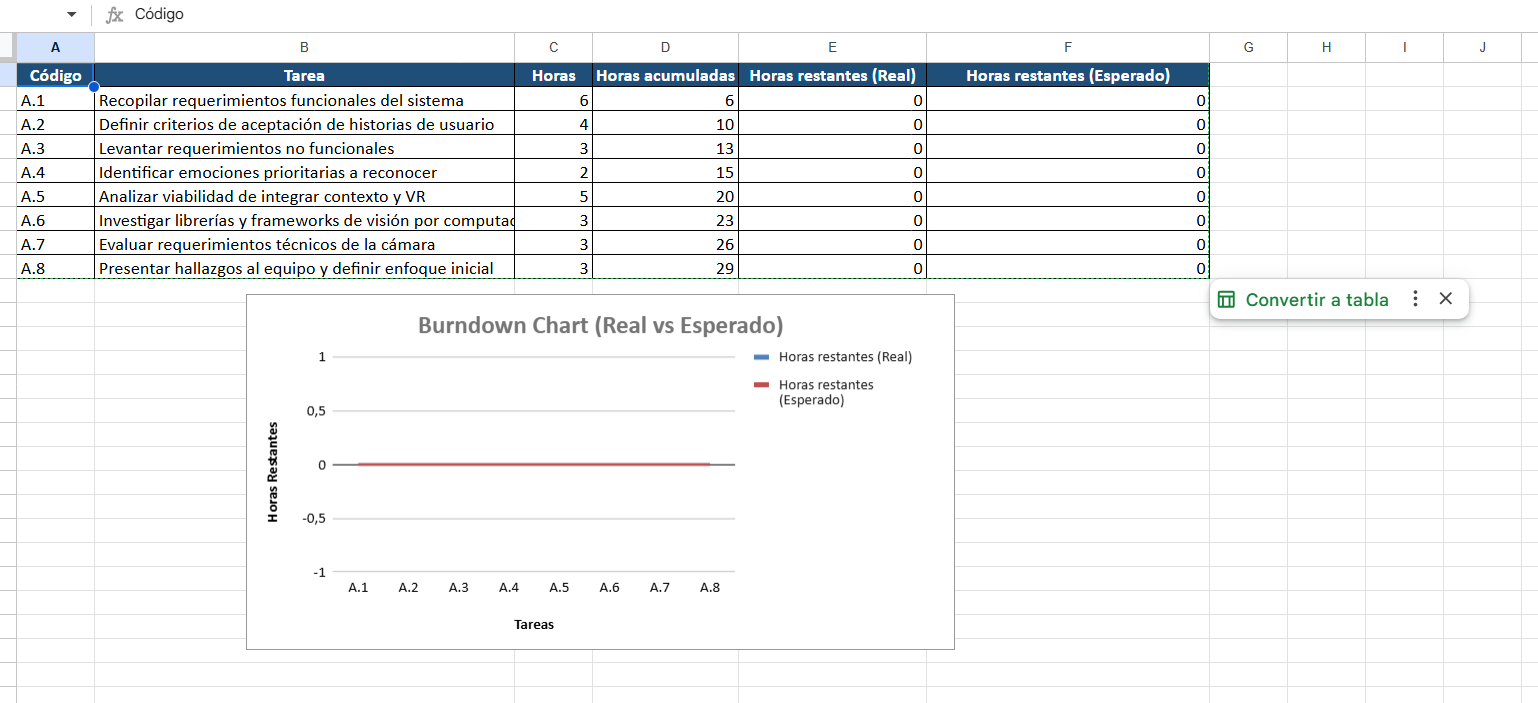 fx Código
A B C D E F G H I J
Código Tarea Horas Horas acumuladas Horas restantes (Real) Horas restantes (Esperado)
A.1 Recopilar requerimientos funcionales del sistema 6 6 0 0
A.2 Definir criterios de aceptación de historias de usuario 4 10 0 0
A.3 Levantar requerimientos no funcionales 3 13 0 0
A.4 Identificar emociones prioritarias a reconocer 2 15 0 0
A.5 Analizar viabilidad de integrar contexto y VR 5 20 0 0
A.6 Investigar librerías y frameworks de visión por computac 3 23 0 0
A.7 Evaluar requerimientos técnicos de la cámara 3 26 0 0
A.8 Presentar hallazgos al equipo y definir enfoque inicial 3 29 0 0
Convertir a tabla
Burndown Chart (Real vs Esperado)
Horas restantes (Real)
Horas restantes
(Esperado)
Horas Restantes
1
0,5
0
-0,5
-1
A.1 A.2 A.3 A.4 A.5 A.6 A.7 A.8
Tareas